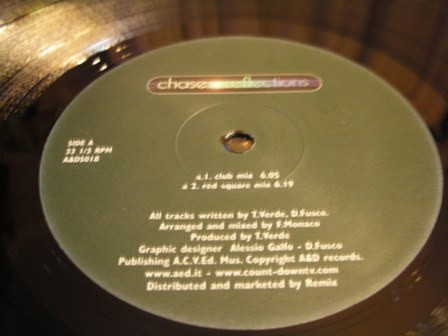 chase reflections
SIDE A
33 1/3 RPM
A&D5018
a.1. club mix 6.05
a 2. red square mix 6.19
All tracks written by T.Verde, D.Fusco.
Arranged and mixed by F.Monaco
Produced by T.Verde
Graphic designer Alessio Galfo - D.Fusco
Publishing A.C.V.Ed. Mus. Copyright A&D records.
www.aed.it - www.count-downtv.com
Distributed and marketed by Remix